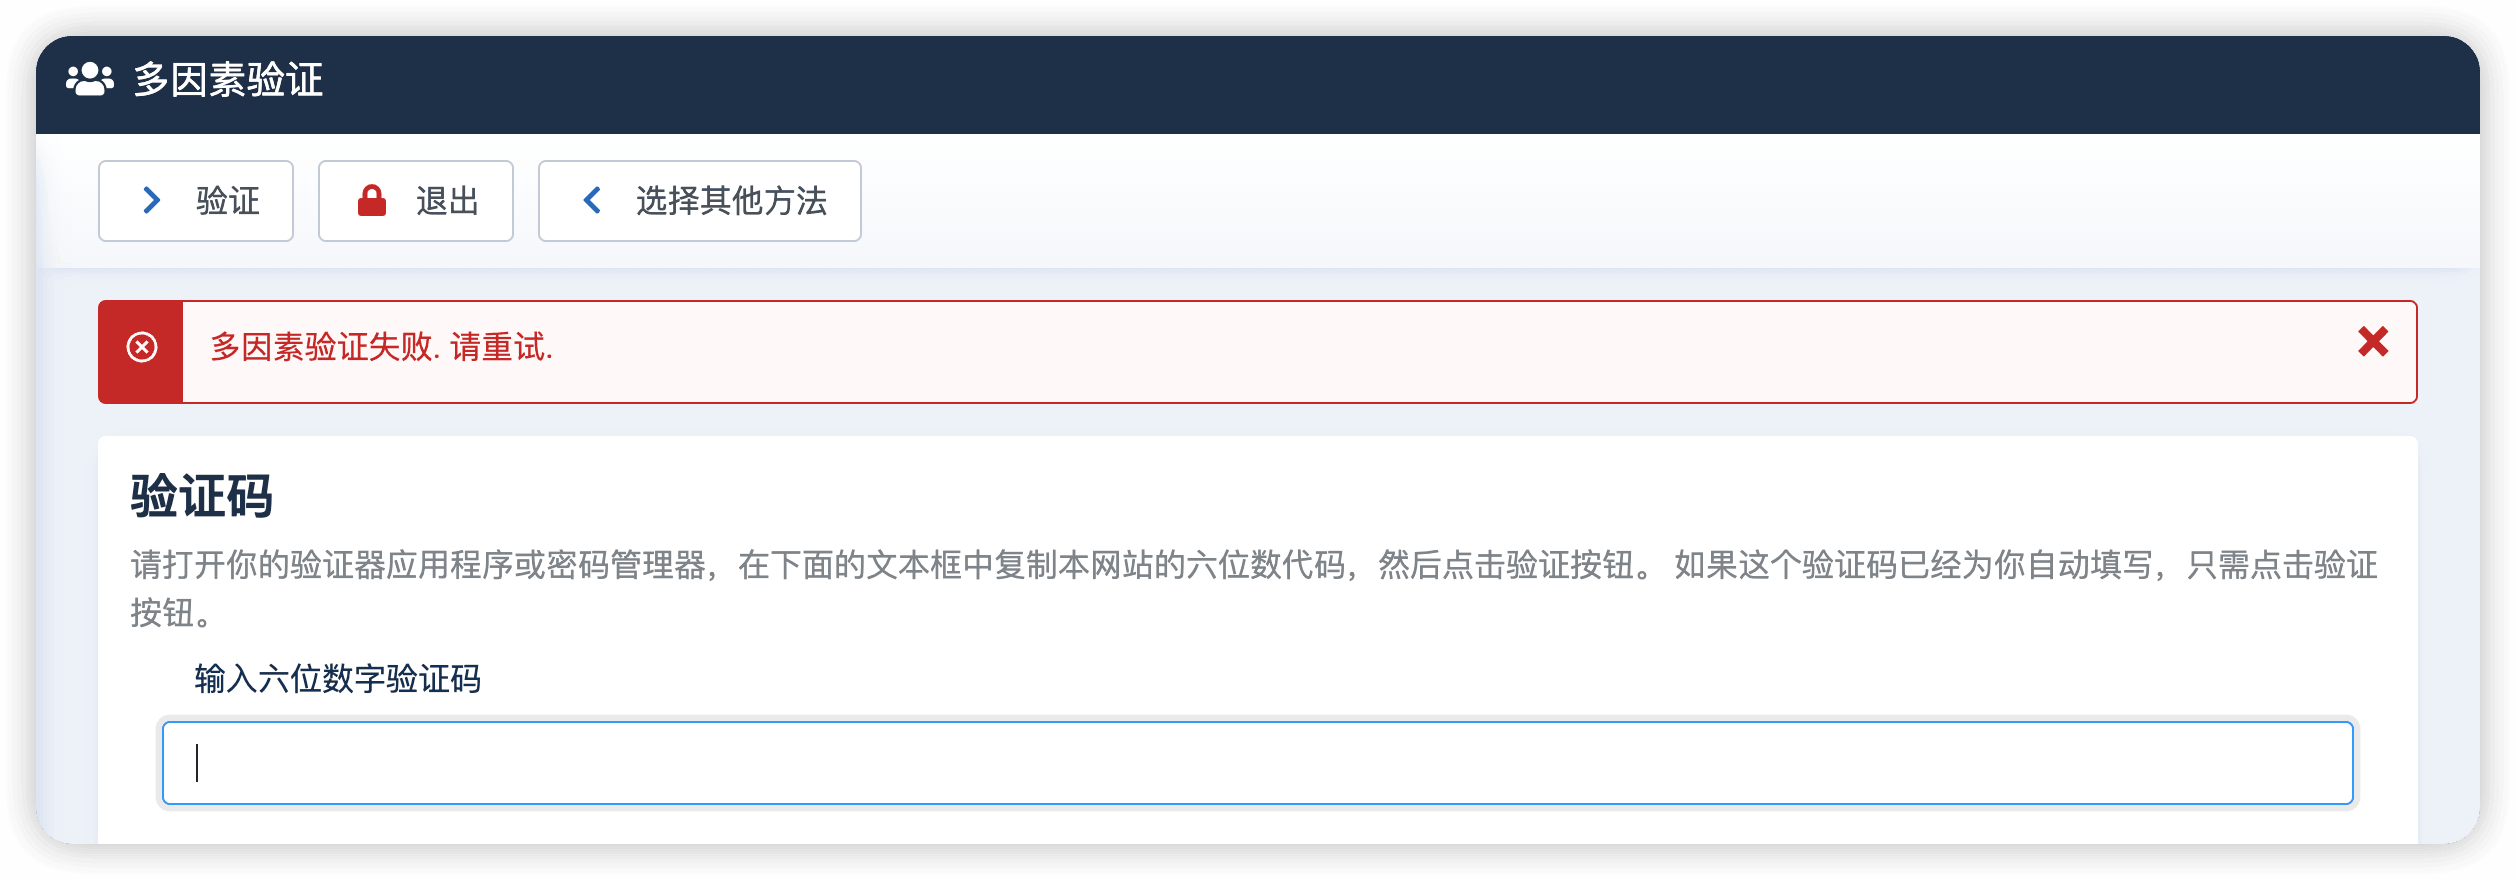 多因素验证
验证
退出
选择其他方法
多因素验证失败. 请重试.
验证码
请打开你的验证器应用程序或密码管理器，在下面的文本框中复制本网站的六位数代码，然后点击验证按钮。 如果这个验证码已经为你自动填写，只需点击验证
按钮。
输入六位数字验证码